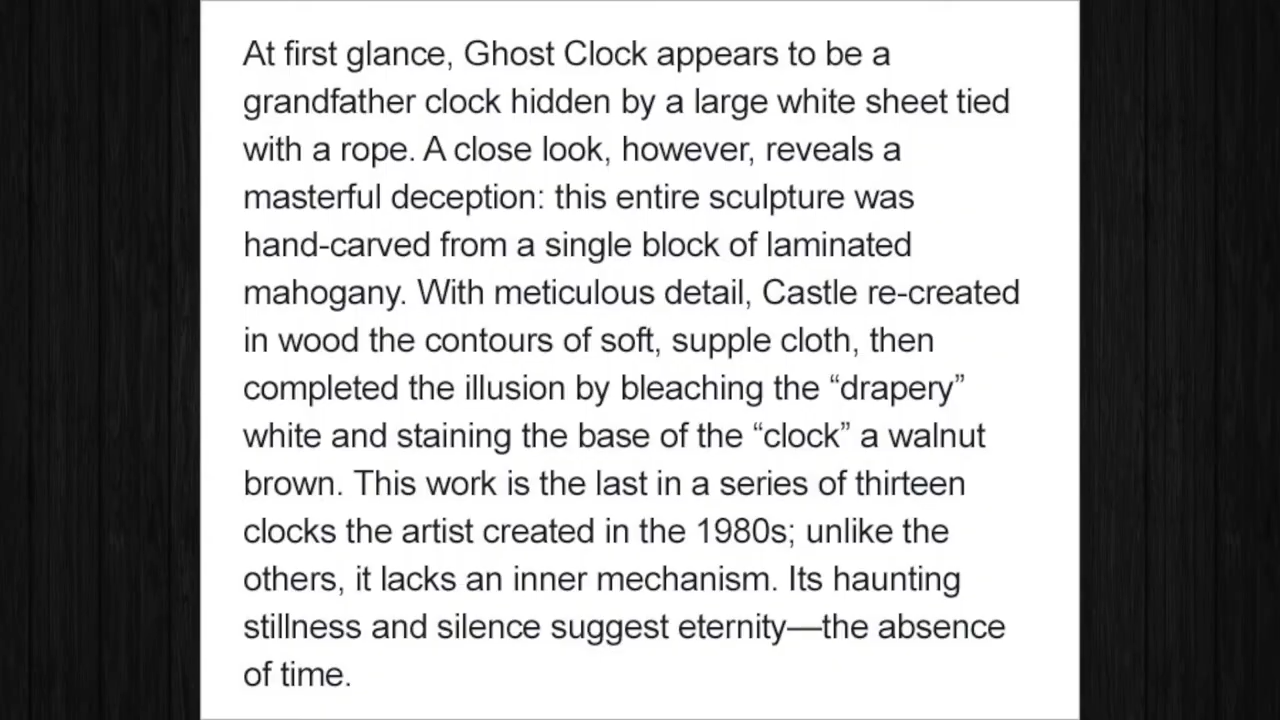 At first glance, Ghost Clock appears to be a
grandfather clock hidden by a large white sheet tied
with a rope. A close look, however, reveals a
masterful deception: this entire sculpture was
hand-carved from a single block of laminated
mahogany. With meticulous detail, Castle re-created
in wood the contours of soft, supple cloth, then
completed the illusion by bleaching the “drapery”
white and staining the base of the “clock” a walnut
brown. This work is the last in a series of thirteen
clocks the artist created in the 1980s; unlike the
others, it lacks an inner mechanism. Its haunting
stillness and silence suggest eternity—the absence
of time.